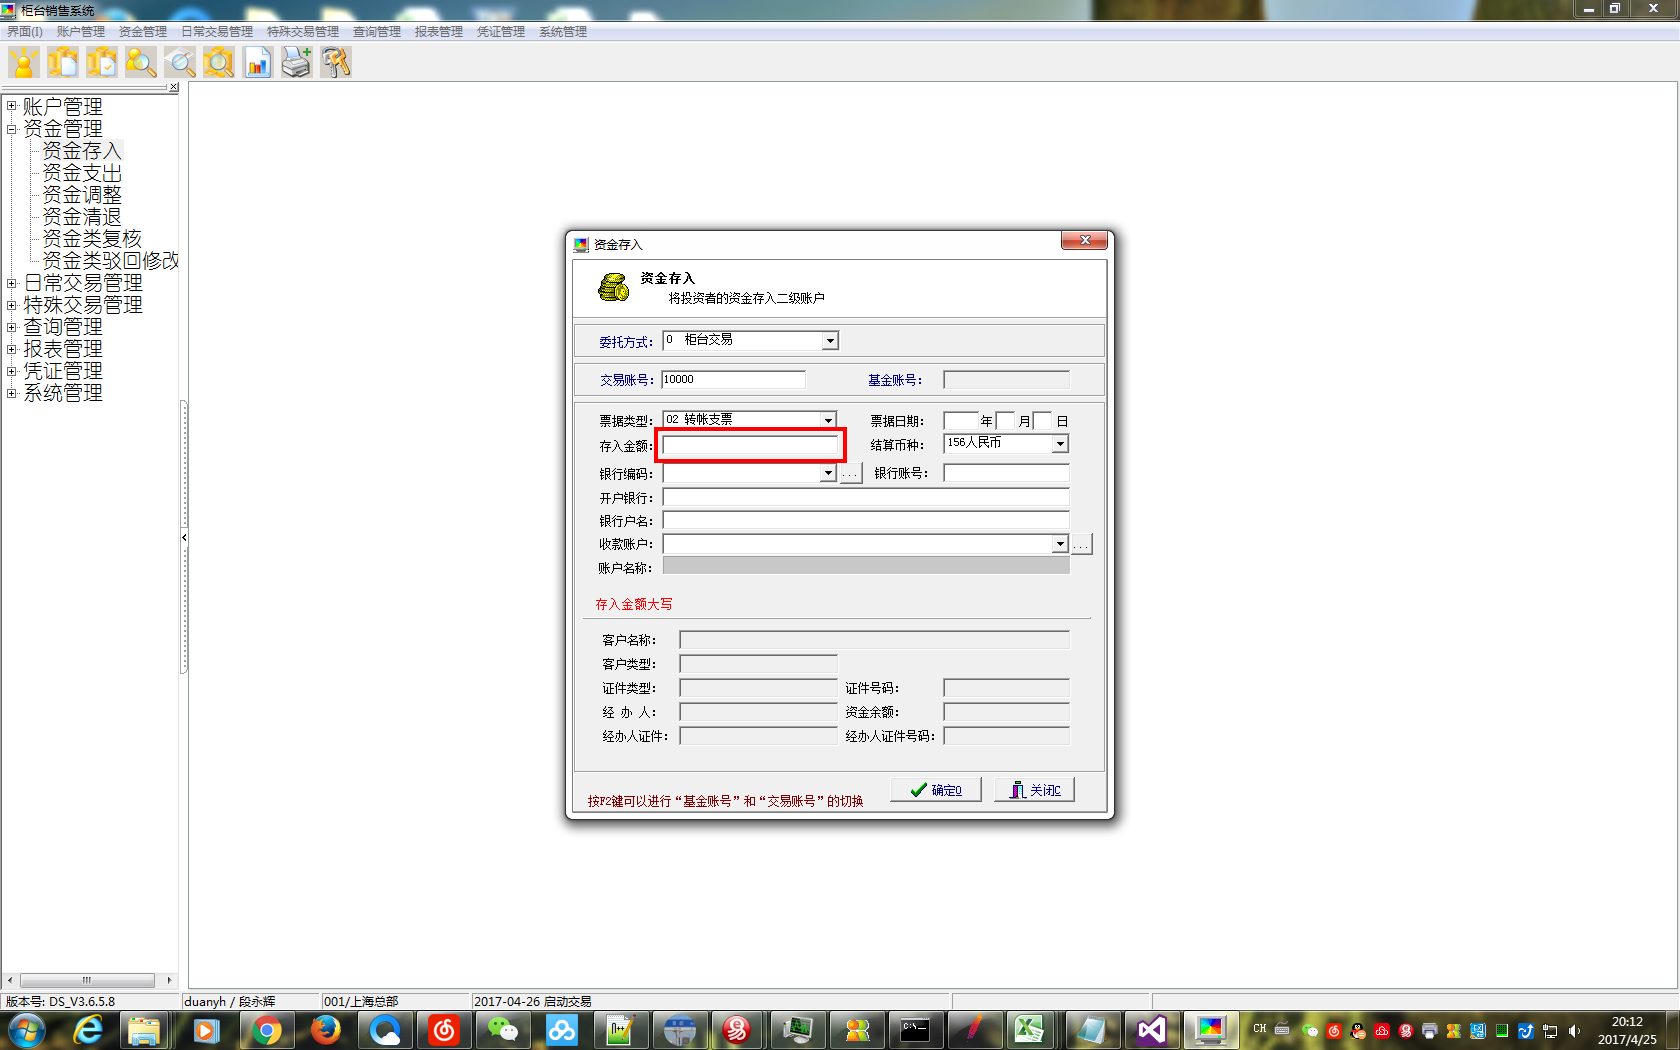 柜台销售系统
界面(I) 账户管理 资金管理 日常交易管理 特殊交易管理 查询管理 报表管理 凭证管理 系统管理
账户管理
资金管理
资金存入
资金支出
资金调整
资金清退
资金类复核
资金类驳回修改
日常交易管理
特殊交易管理
查询管理
报表管理
凭证管理
系统管理
资金存入
资金存入
将投资者的资金存入二级账户
委托方式： 0 柜台交易
交易账号： 10000 基金账号：
票据类型： 02 转帐支票 票据日期： 年 月 日
存入金额： 结算币种： 156人民币
银行编码： ... 银行账号：
开户银行：
银行户名：
收款账户： ...
账户名称：
存入金额大写
客户名称：
客户类型：
证件类型： 证件号码：
经 办 人： 资金余额：
经办人证件： 经办人证件号码：
确定O 关闭C
按F2键可以进行“基金账号”和“交易账号”的切换
版本号: DS_V3.6.5.8 duanyh / 段永辉 001/上海总部 2017-04-26 启动交易
CH 20:12
2017/4/25